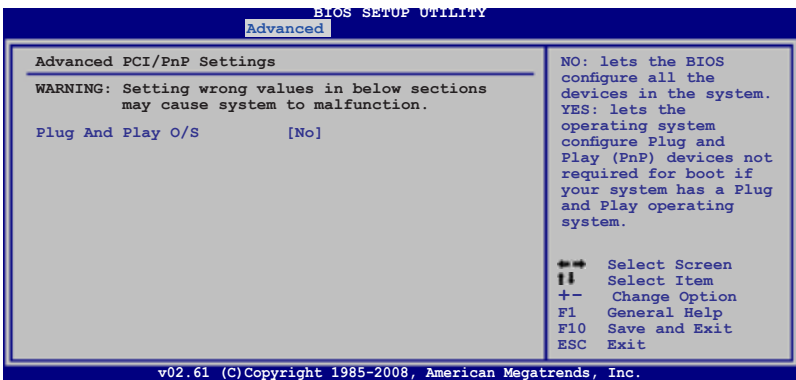 BIOS SETUP UTILITY
Advanced
Advanced PCI/PnP Settings
WARNING: Setting wrong values in below sections
may cause system to malfunction.
Plug And Play O/S [No]
NO: lets the BIOS
configure all the
devices in the system.
YES: lets the
operating system
configure Plug and
Play (PnP) devices not
required for boot if
your system has a Plug
and Play operating
system.
Select Screen
Select Item
+- Change Option
F1 General Help
F10 Save and Exit
ESC Exit
v02.61 (C)Copyright 1985-2008, American Megatrends, Inc.